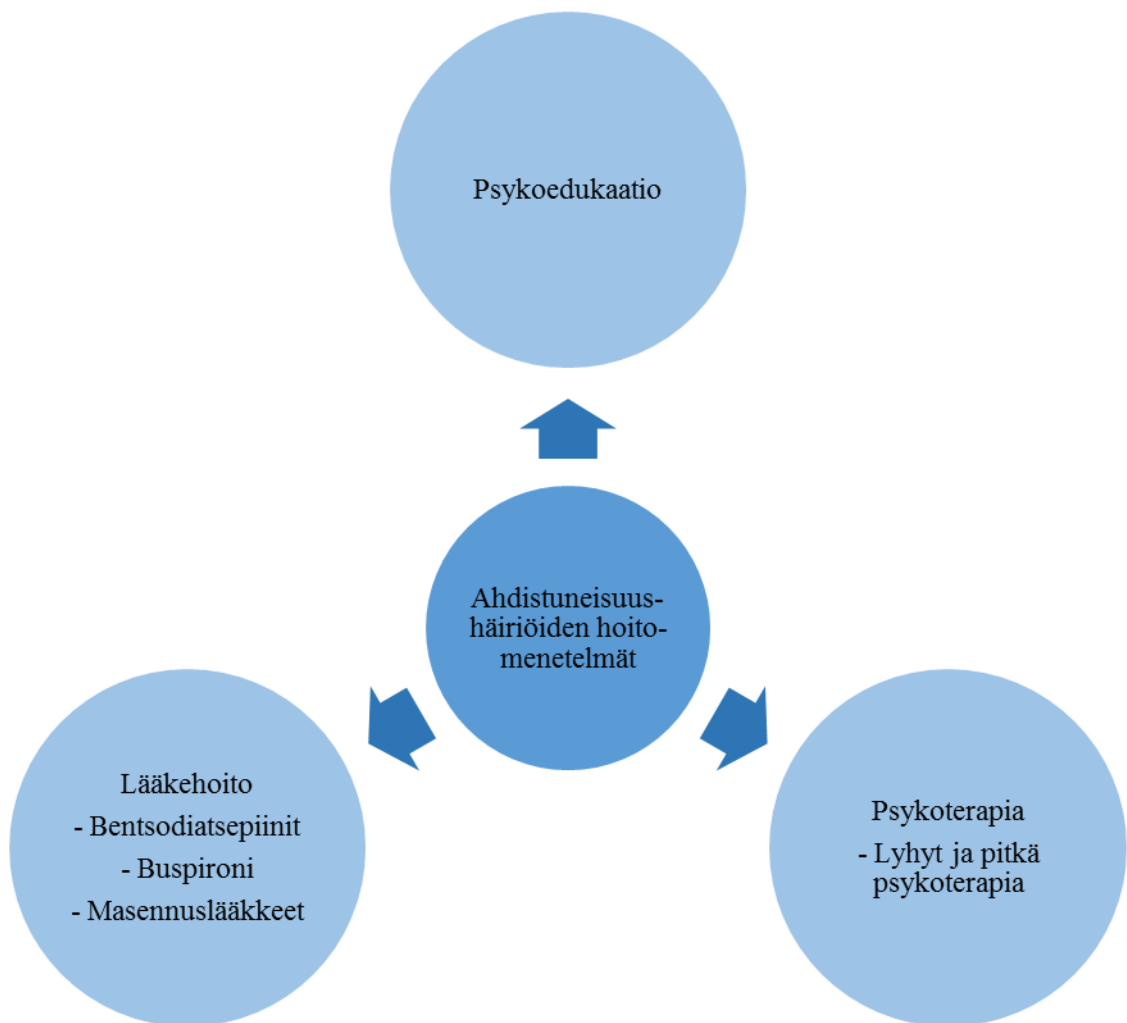 Psykoedukaatio
Ahdistuneisuus-
häiriöiden hoito-
menetelmät
Lääkehoito
- Bentsodiatsepiinit
- Buspironi
- Masennuslääkkeet
Psykoterapia
- Lyhyt ja pitkä
psykoterapia